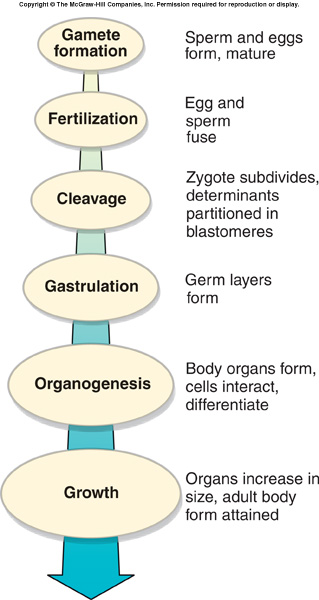 Copyright © The McGraw-Hill Companies, Inc. Permission required for reproduction or display.
Gamete
formation
Sperm and eggs
form, mature
Fertilization
Egg and
sperm
fuse
Cleavage
Zygote subdivides,
determinants
partitioned in
blastomeres
Gastrulation
Germ layers
form
Organogenesis
Body organs form,
cells interact,
differentiate
Growth
Organs increase in
size, adult body
form attained